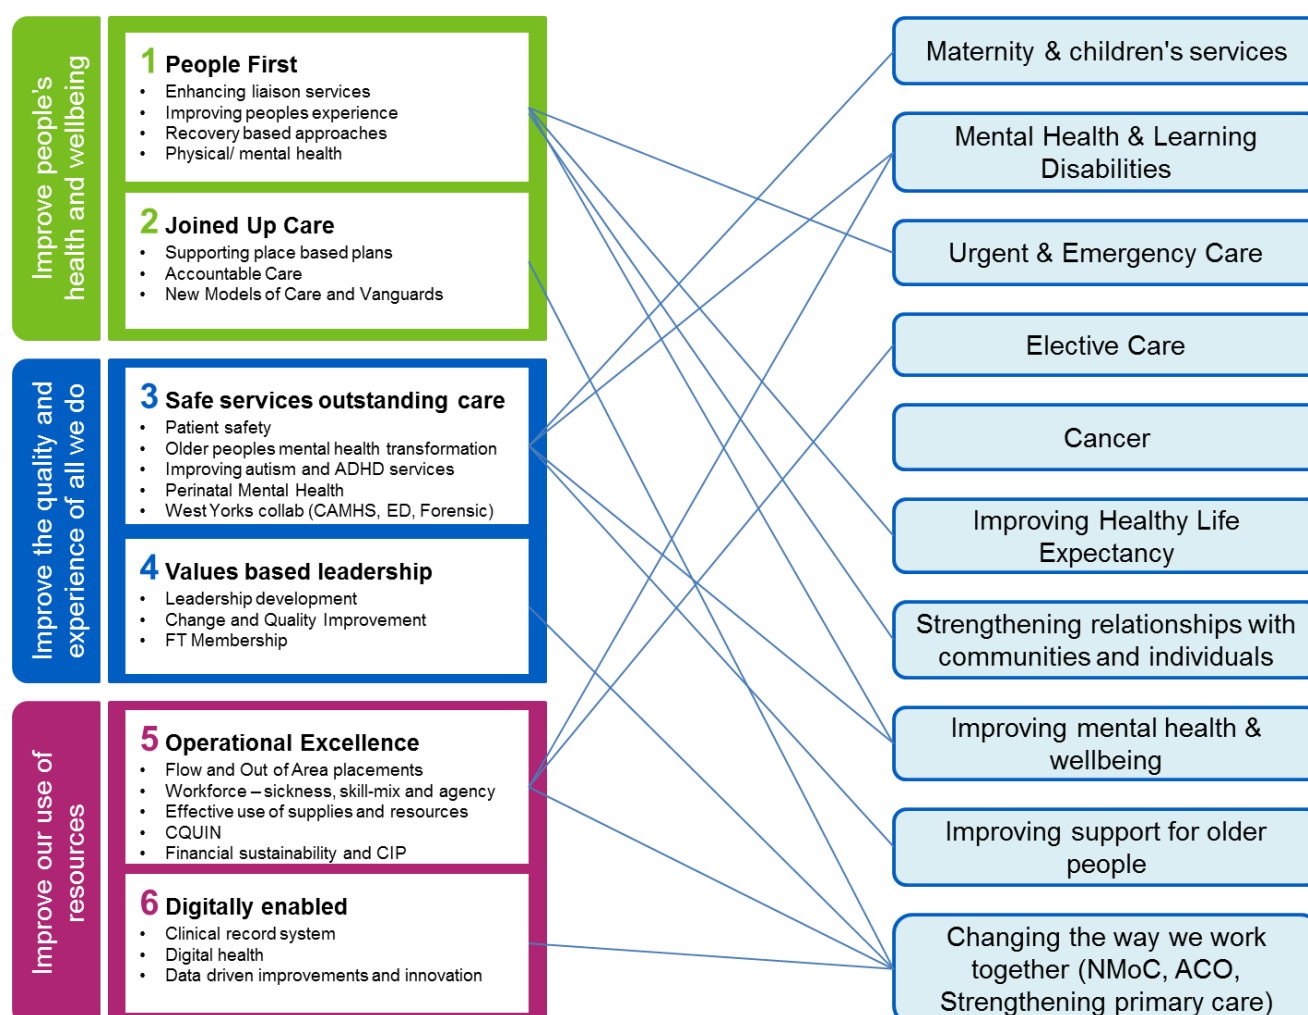 Improve people's
health and wellbeing
1 People First
• Enhancing liaison services
• Improving peoples experience
• Recovery based approaches
• Physical/ mental health
2 Joined Up Care
• Supporting place based plans
• Accountable Care
• New Models of Care and Vanguards
Improve the quality and
experience of all we do
3 Safe services outstanding care
• Patient safety
• Older peoples mental health transformation
• Improving autism and ADHD services
• Perinatal Mental Health
• West Yorks collab (CAMHS, ED, Forensic)
4 Values based leadership
• Leadership development
• Change and Quality Improvement
• FT Membership
Improve our use of
resources
5 Operational Excellence
• Flow and Out of Area placements
• Workforce – sickness, skill-mix and agency
• Effective use of supplies and resources
• CQUIN
• Financial sustainability and CIP
6 Digitally enabled
• Clinical record system
• Digital health
• Data driven improvements and innovation
Maternity & children's services
Mental Health & Learning
Disabilities
Urgent & Emergency Care
Elective Care
Cancer
Improving Healthy Life
Expectancy
Strengthening relationships with
communities and individuals
Improving mental health &
wellbeing
Improving support for older
people
Changing the way we work
together (NMoC, ACO,
Strengthening primary care)